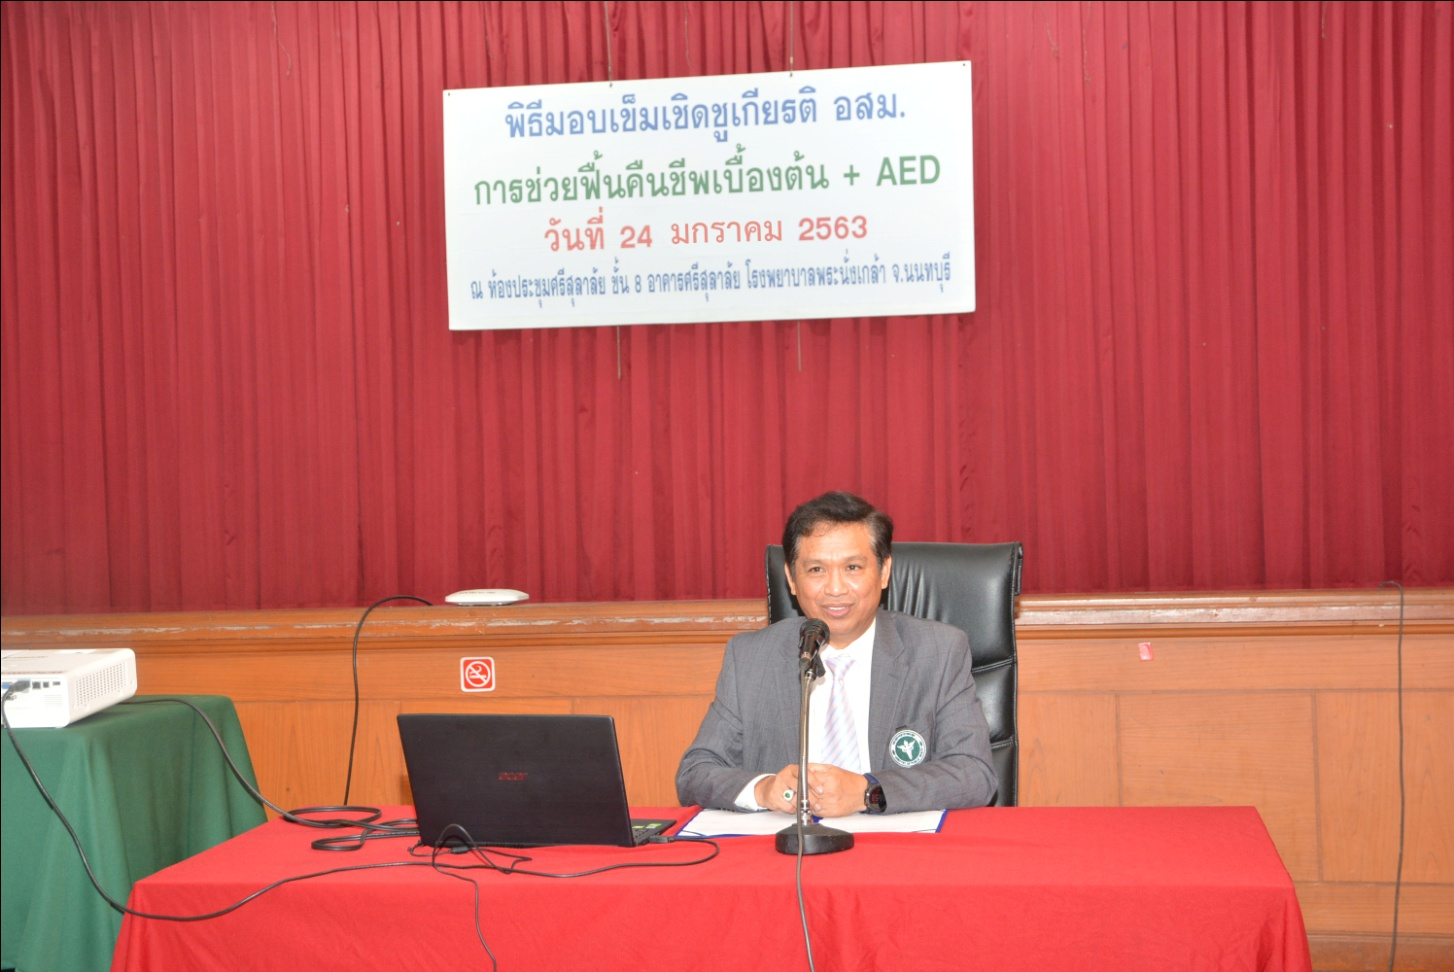 พิธีมอบเข็มเชิดชูเกียรติ อสม.
การช่วยฟื้นคืนชีพเบื้องต้น + AED
วันที่ 24 มกราคม 2563
ณ ห้องประชุมศรีสุลาลัย ชั้น 8 อาคารศรีสุลาลัย โรงพยาบาลพระนั่งเกล้า จ.นนทบุรี